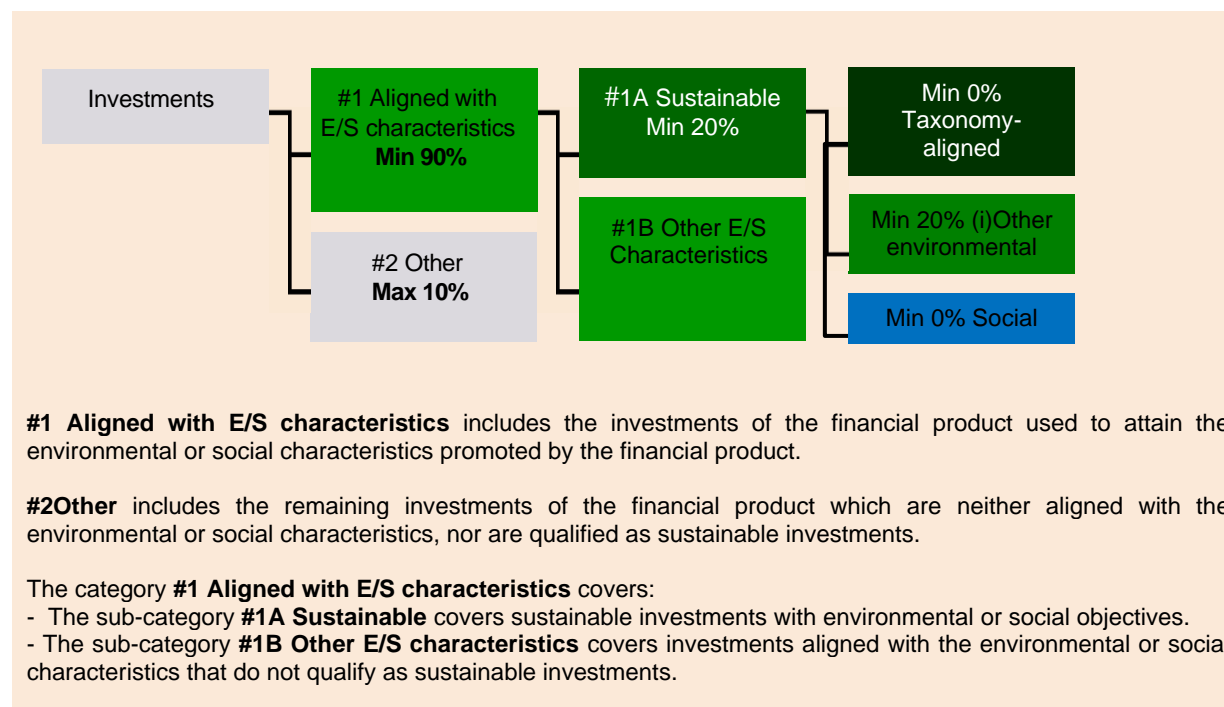 Investments
#1 Aligned with
E/S characteristics
Min 90%
#2 Other
Max 10%
#1A Sustainable
Min 20%
#1B Other E/S
Characteristics
Min 0%
Taxonomy-
aligned
Min 20% (i)Other
environmental
Min 0% Social
#1 Aligned with E/S characteristics includes the investments of the financial product used to attain the
environmental or social characteristics promoted by the financial product.
#2Other includes the remaining investments of the financial product which are neither aligned with the
environmental or social characteristics, nor are qualified as sustainable investments.
The category #1 Aligned with E/S characteristics covers:
- The sub-category #1A Sustainable covers sustainable investments with environmental or social objectives.
- The sub-category #1B Other E/S characteristics covers investments aligned with the environmental or social
characteristics that do not qualify as sustainable investments.